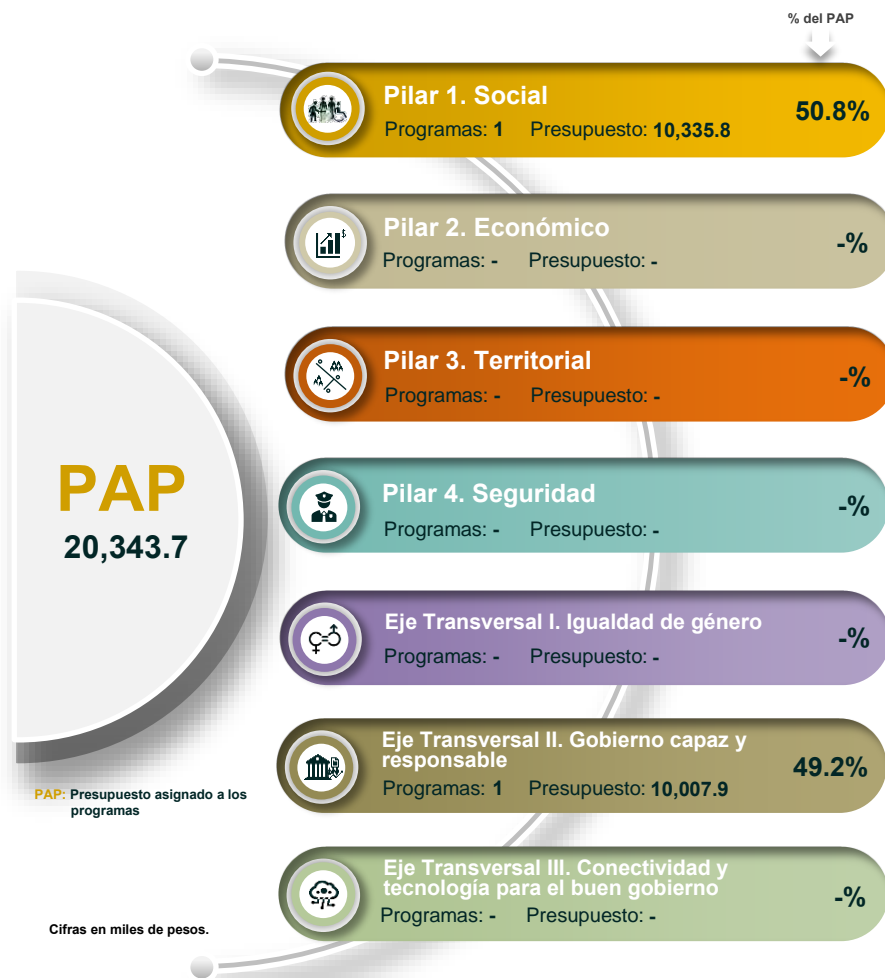 % del PAP
Pilar 1. Social
Programas: 1 Presupuesto: 10,335.8
50.8%
Pilar 2. Económico
Programas: - Presupuesto: -
-%
Pilar 3. Territorial
Programas: - Presupuesto: -
-%
PAP
20,343.7
Pilar 4. Seguridad
Programas: - Presupuesto: -
-%
Eje Transversal I. Igualdad de género
Programas: - Presupuesto: -
-%
Eje Transversal II. Gobierno capaz y
responsable
Programas: 1 Presupuesto: 10,007.9
49.2%
PAP: Presupuesto asignado a los
programas
Eje Transversal III. Conectividad y
tecnología para el buen gobierno
Programas: - Presupuesto: -
-%
Cifras en miles de pesos.